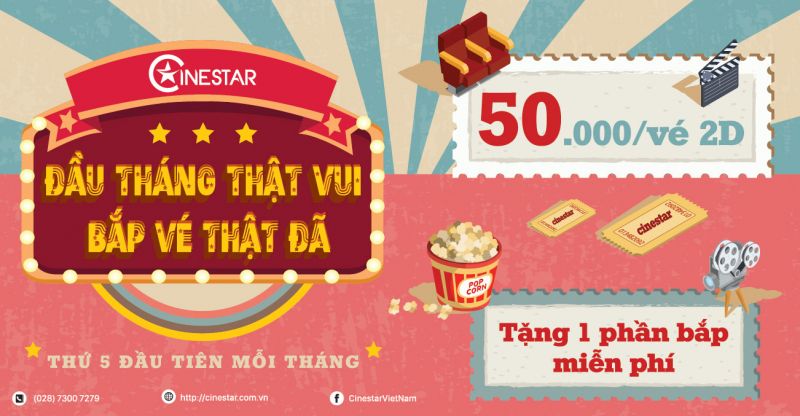 CINESTAR
ĐẦU THÁNG THẬT VUI
BẮP VÉ THẬT ĐÃ
THỨ 5 ĐẦU TIÊN MỖI THÁNG
50.000/vé 2D
cinestar
cinestar
POP
CORN
Tặng 1 phần bắp
miễn phí
(028) 7300 7279
http://cinestar.com.vn
CinestarVietNam